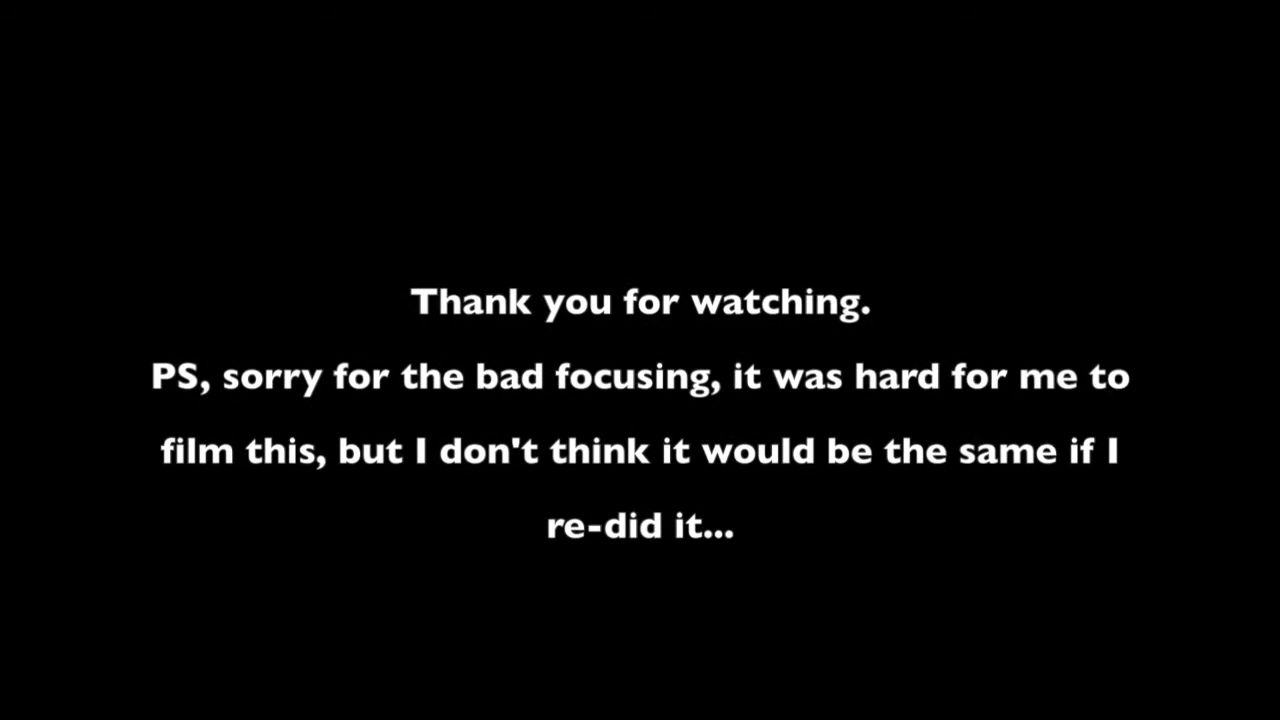 Thank you for watching.
PS, sorry for the bad focusing, it was hard for me to
film this, but I don't think it would be the same if I
re-did it...